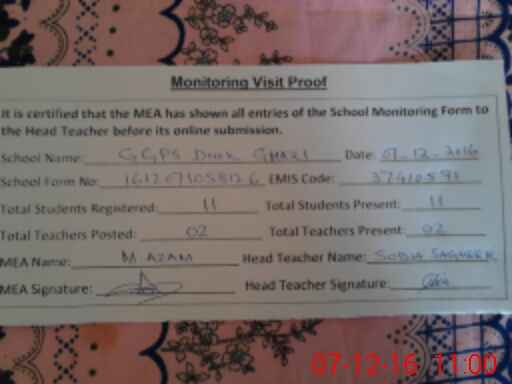 Monitoring Visit Proof
It is certified that the MEA has shown all entries of the School Monitoring Form to
the Head Teacher before its online submission.
School Name: GGPS DHOK GHAZI Date: 07-12-2016
School Form No: EMIS Code: 37410591
Total Students Registered: 11 Total Students Present: 11
Total Teachers Posted: 02 Total Teachers Present: 02
MEA Name: M. AZAM Head Teacher Name: SOBIA SAGHEER
MEA Signature: Head Teacher Signature:
07-12-16 11:00